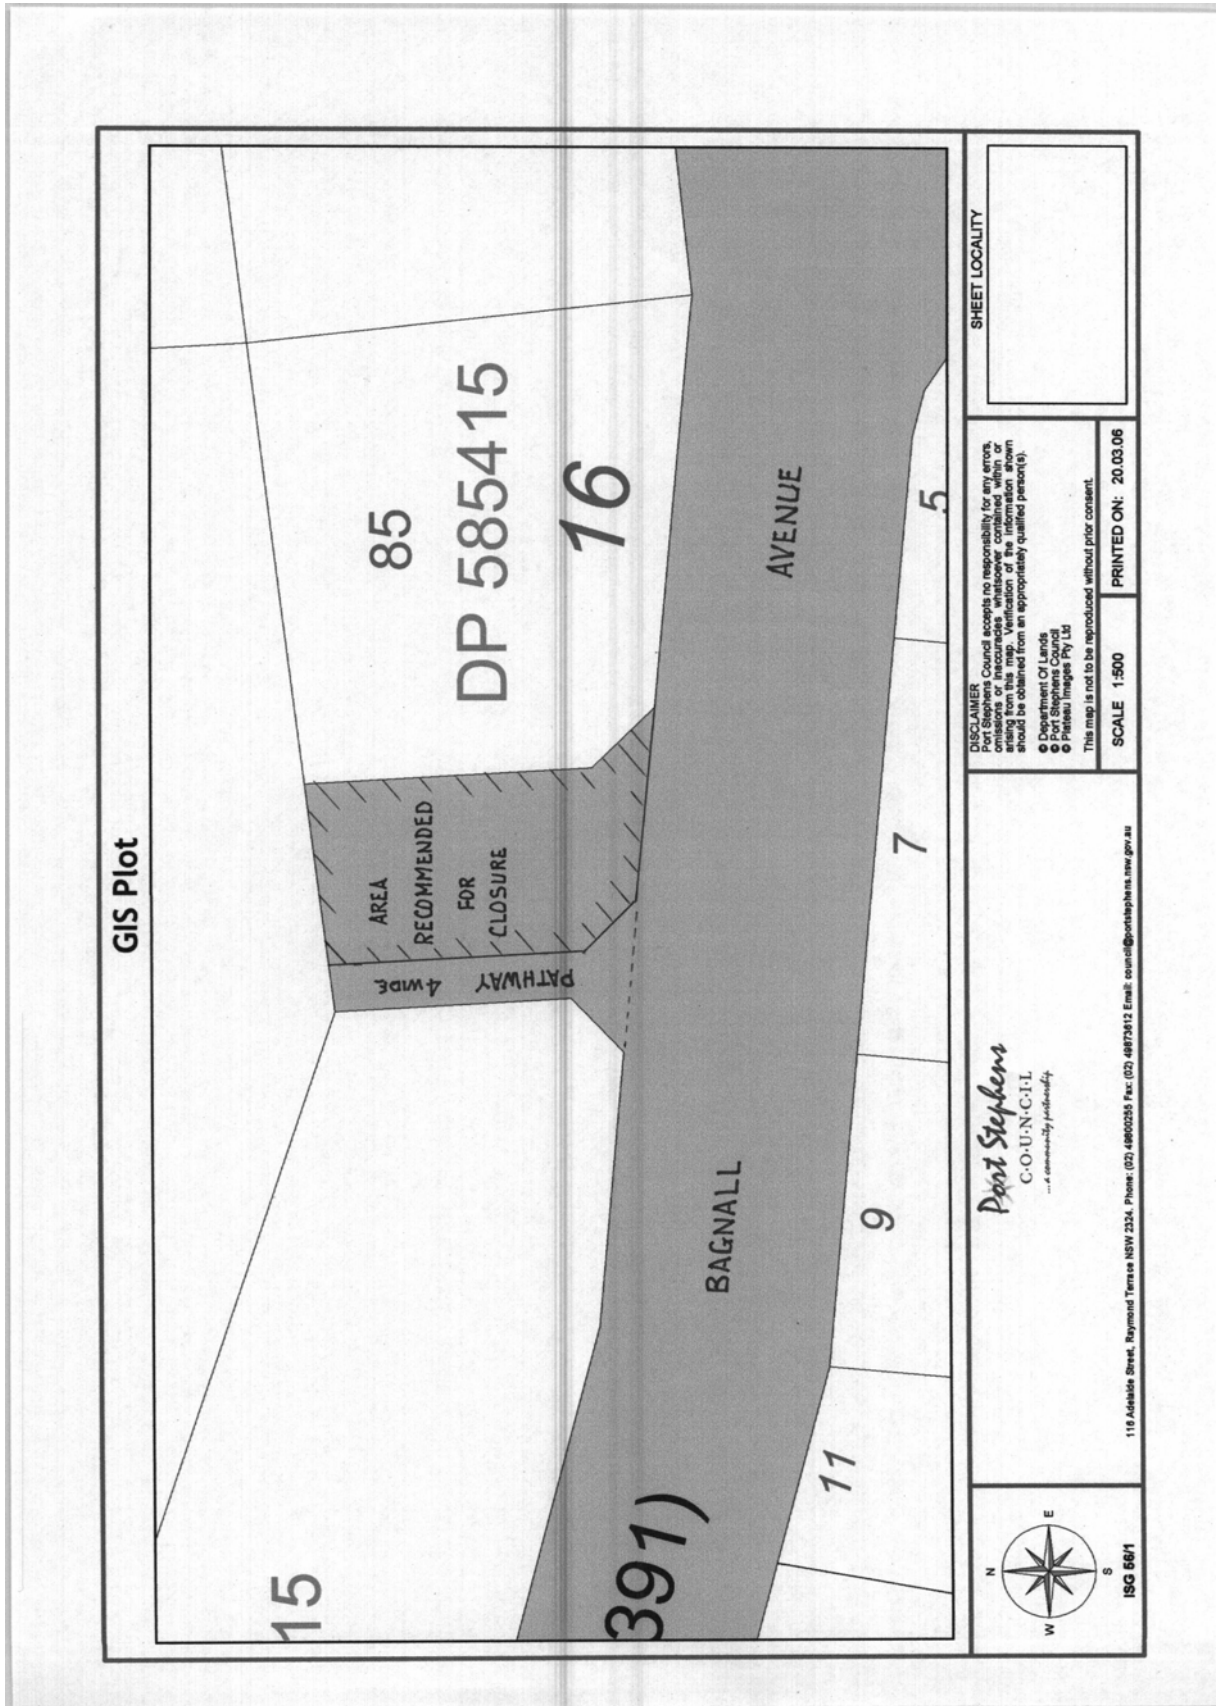 GIS Plot
15
85
DP 585415
16
AREA
RECOMMENDED
FOR
CLOSURE
4 WIDE
PATHWAY
391)
BAGNALL
AVENUE
11
9
7
5
N
W
E
S
ISG 56/1
Port Stephens
C·O·U·N·C·I·L
... a community partnership
116 Adelaide Street, Raymond Terrace NSW 2324. Phone: (02) 49800255 Fax: (02) 49873612 Email: council@portstephens.nsw.gov.au
DISCLAIMER
Port Stephens Council accepts no responsibility for any errors,
omissions or inaccuracies whatsoever contained within or
arising from this map. Verification of the information shown
should be obtained from an appropriately qualified person(s).
© Department Of Lands
© Port Stephens Council
© Plateau Images Pty Ltd
This map is not to be reproduced without prior consent.
SCALE 1:500
PRINTED ON: 20.03.06
SHEET LOCALITY